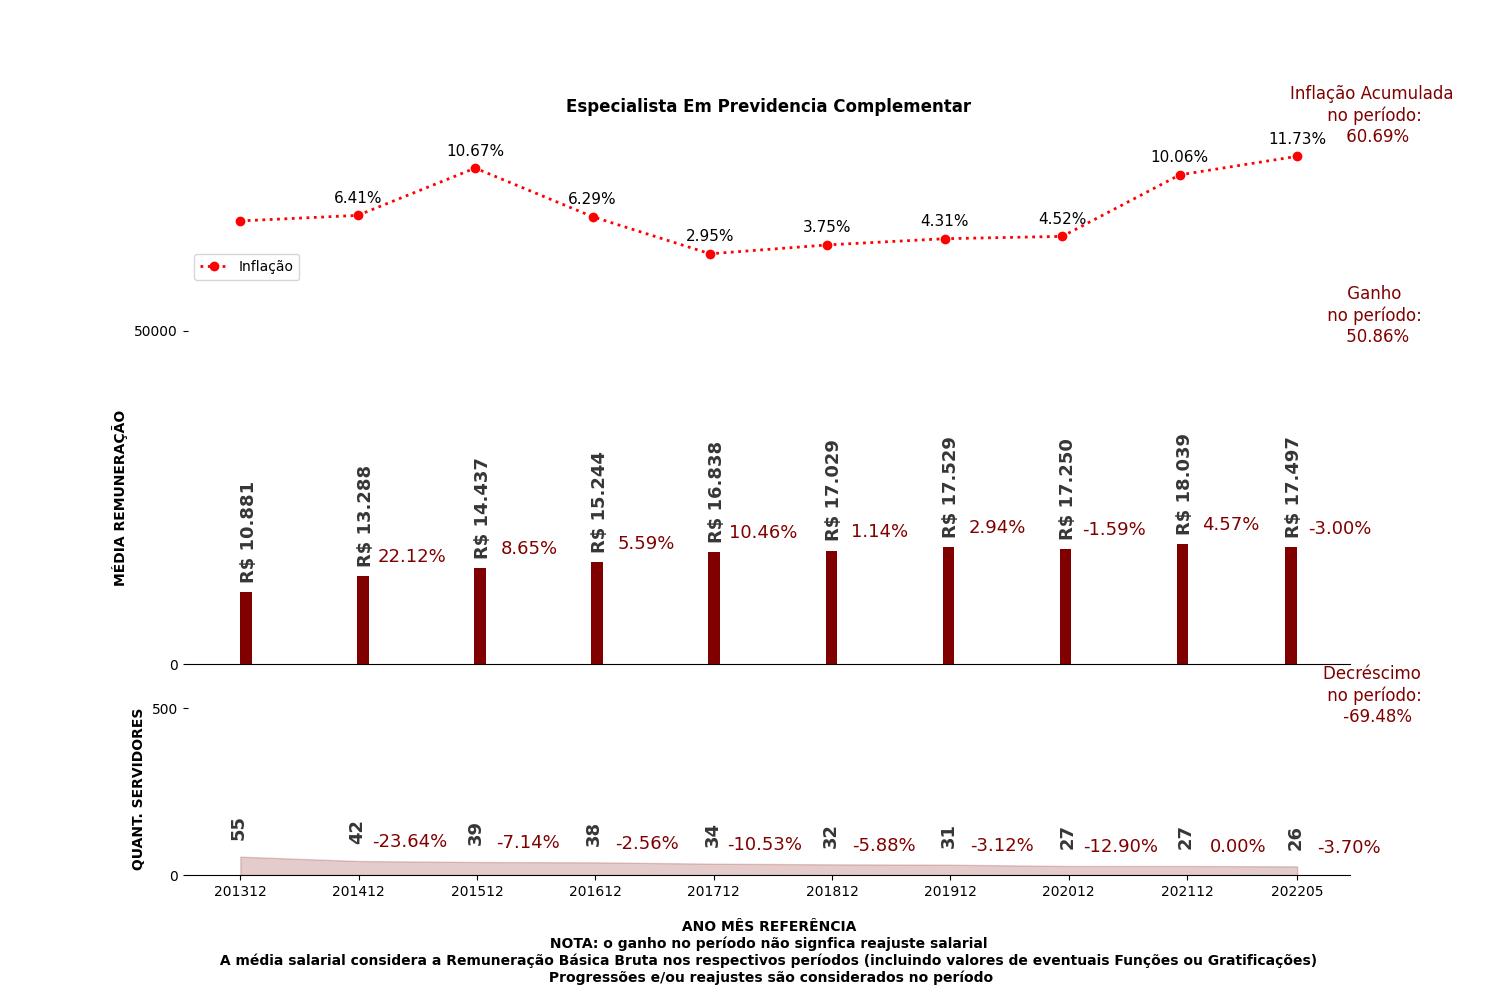 Especialista Em Previdencia Complementar
Inflação Acumulada
no período:
60.69%
6.41%
10.67%
6.29%
2.95%
3.75%
4.31%
4.52%
10.06%
11.73%
Inflação
Ganho
no período:
50.86%
MÉDIA REMUNERAÇÃO
50000
0
R$ 10.881
R$ 13.288
22.12%
R$ 14.437
8.65%
R$ 15.244
5.59%
R$ 16.838
10.46%
R$ 17.029
1.14%
R$ 17.529
2.94%
R$ 17.250
-1.59%
R$ 18.039
4.57%
R$ 17.497
-3.00%
Decréscimo
no período:
-69.48%
QUANT. SERVIDORES
500
0
55
42
-23.64%
39
-7.14%
38
-2.56%
34
-10.53%
32
-5.88%
31
-3.12%
27
-12.90%
27
0.00%
26
-3.70%
201312 201412 201512 201612 201712 201812 201912 202012 202112 202205
ANO MÊS REFERÊNCIA
NOTA: o ganho no período não signfica reajuste salarial
A média salarial considera a Remuneração Básica Bruta nos respectivos períodos (incluindo valores de eventuais Funções ou Gratificações)
Progressões e/ou reajustes são considerados no período